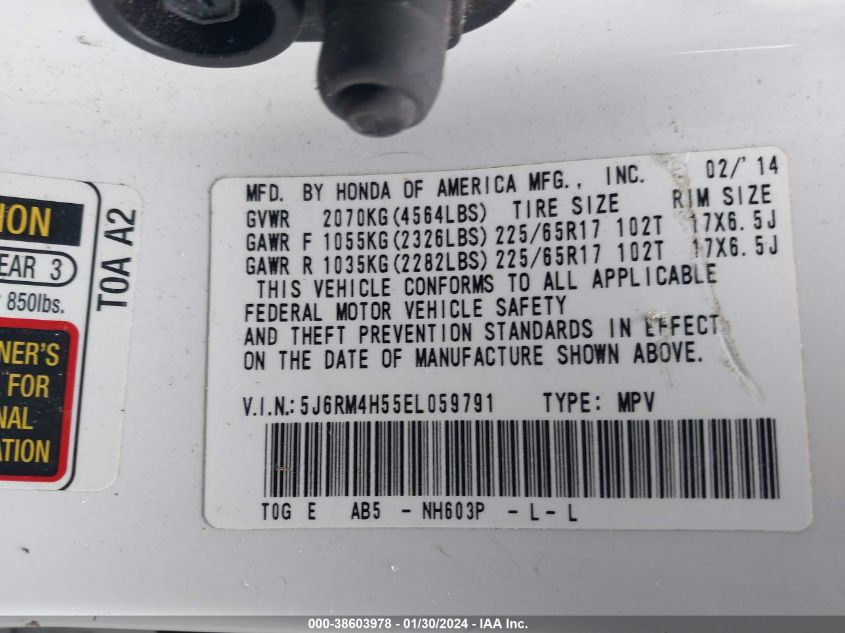 MFD. BY HONDA OF AMERICA MFG., INC. 02/'14
GVWR 2070KG(4564LBS) TIRE SIZE RIM SIZE
GAWR F 1055KG(2326LBS) 225/65R17 102T 17X6.5J
GAWR R 1035KG(2282LBS) 225/65R17 102T 17X6.5J
THIS VEHICLE CONFORMS TO ALL APPLICABLE
FEDERAL MOTOR VEHICLE SAFETY
AND THEFT PREVENTION STANDARDS IN EFFECT
ON THE DATE OF MANUFACTURE SHOWN ABOVE.
V.I.N.: 5J6RM4H55EL059791 TYPE: MPV
T0G E AB5 - NH603P - L - L
ION
EAR 3
850lbs.
NER'S
FOR
NAL
ATION
T0A A2
000-38603978 / 01/30/2024 - IAA Inc.